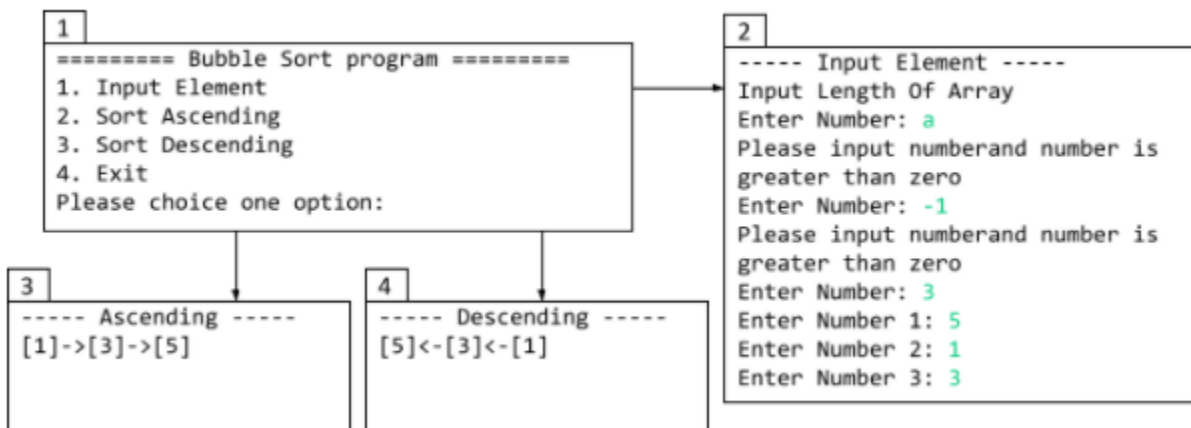 1
========= Bubble Sort program =========
1. Input Element
2. Sort Ascending
3. Sort Descending
4. Exit
Please choice one option:
2
----- Input Element -----
Input Length Of Array
Enter Number: a
Please input numberand number is
greater than zero
Enter Number: -1
Please input numberand number is
greater than zero
Enter Number: 3
Enter Number 1: 5
Enter Number 2: 1
Enter Number 3: 3
3
----- Ascending -----
[1]->[3]->[5]
4
----- Descending -----
[5]<-[3]<-[1]